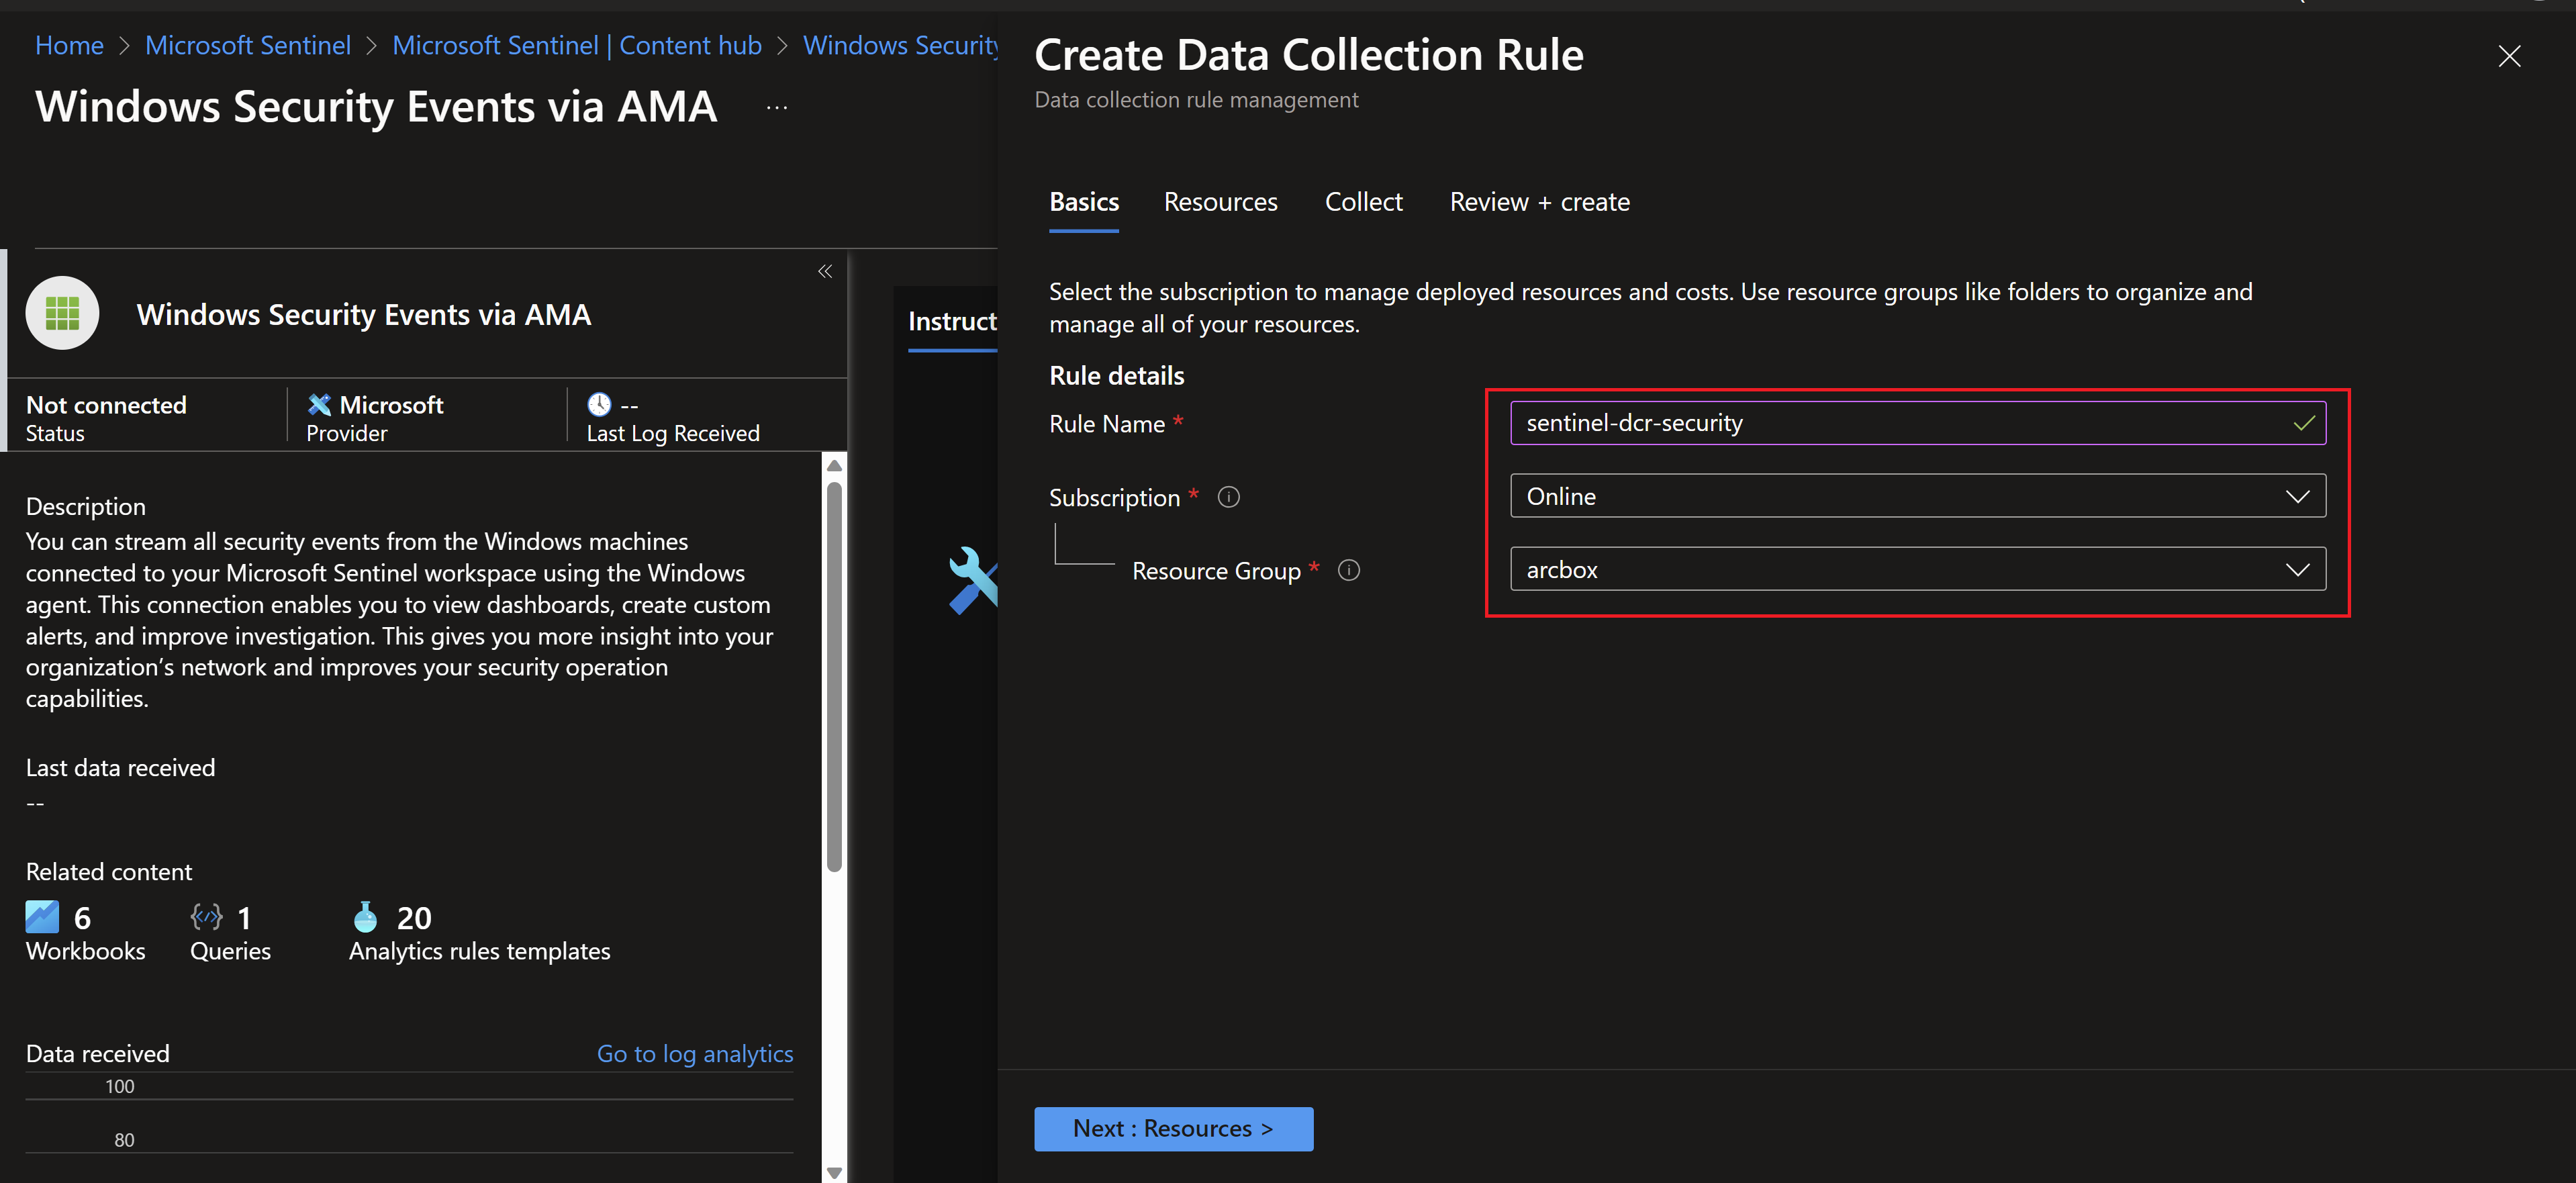 Home > Microsoft Sentinel > Microsoft Sentinel | Content hub > Windows Security
Windows Security Events via AMA ...
Windows Security Events via AMA
Not connected
Status
Microsoft
Provider
--
Last Log Received
Description
You can stream all security events from the Windows machines
connected to your Microsoft Sentinel workspace using the Windows
agent. This connection enables you to view dashboards, create custom
alerts, and improve investigation. This gives you more insight into your
organization’s network and improves your security operation
capabilities.
Last data received
--
Related content
6
Workbooks
1
Queries
20
Analytics rules templates
Data received
Go to log analytics
100
80
Instruct
Create Data Collection Rule
Data collection rule management
Basics Resources Collect Review + create
Select the subscription to manage deployed resources and costs. Use resource groups like folders to organize and
manage all of your resources.
Rule details
Rule Name * sentinel-dcr-security
Subscription * Online
Resource Group * arcbox
Next : Resources >